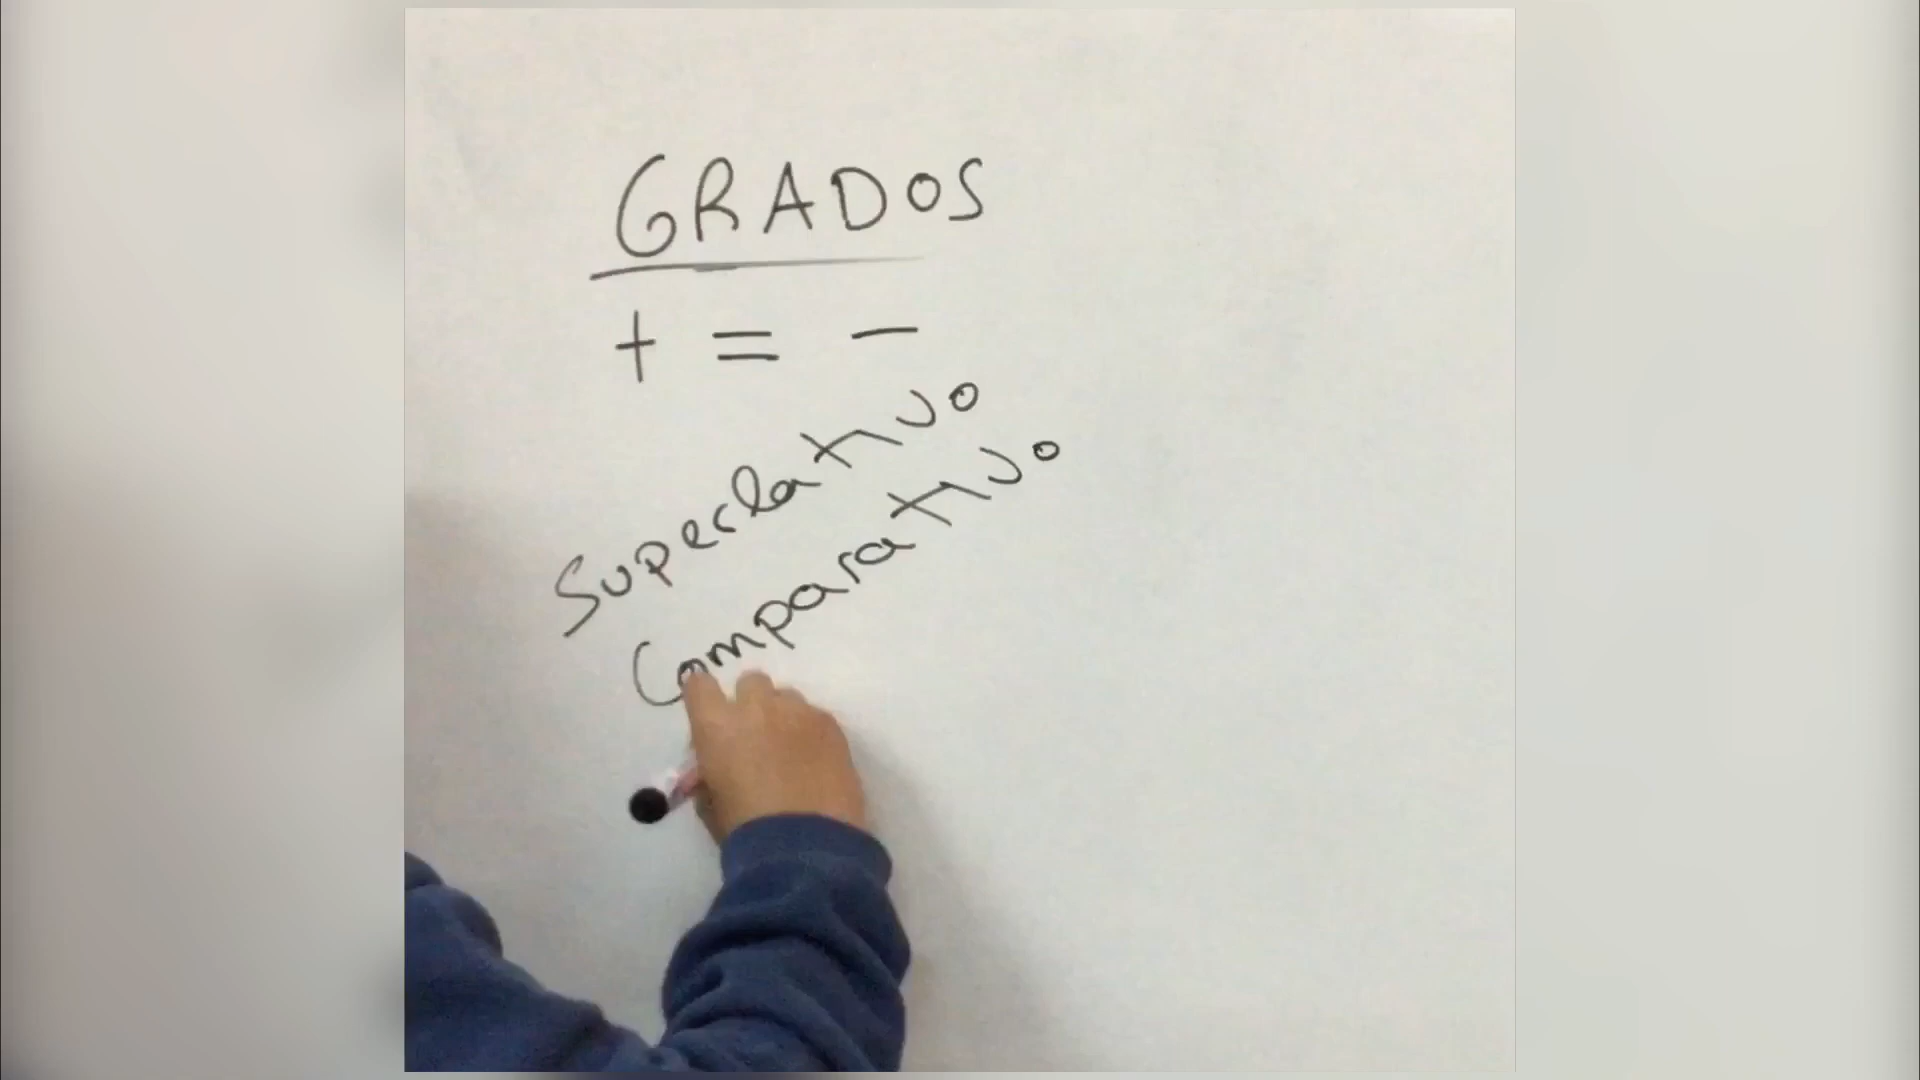 GRADOS
+ = -
Superlativo
Comparativo